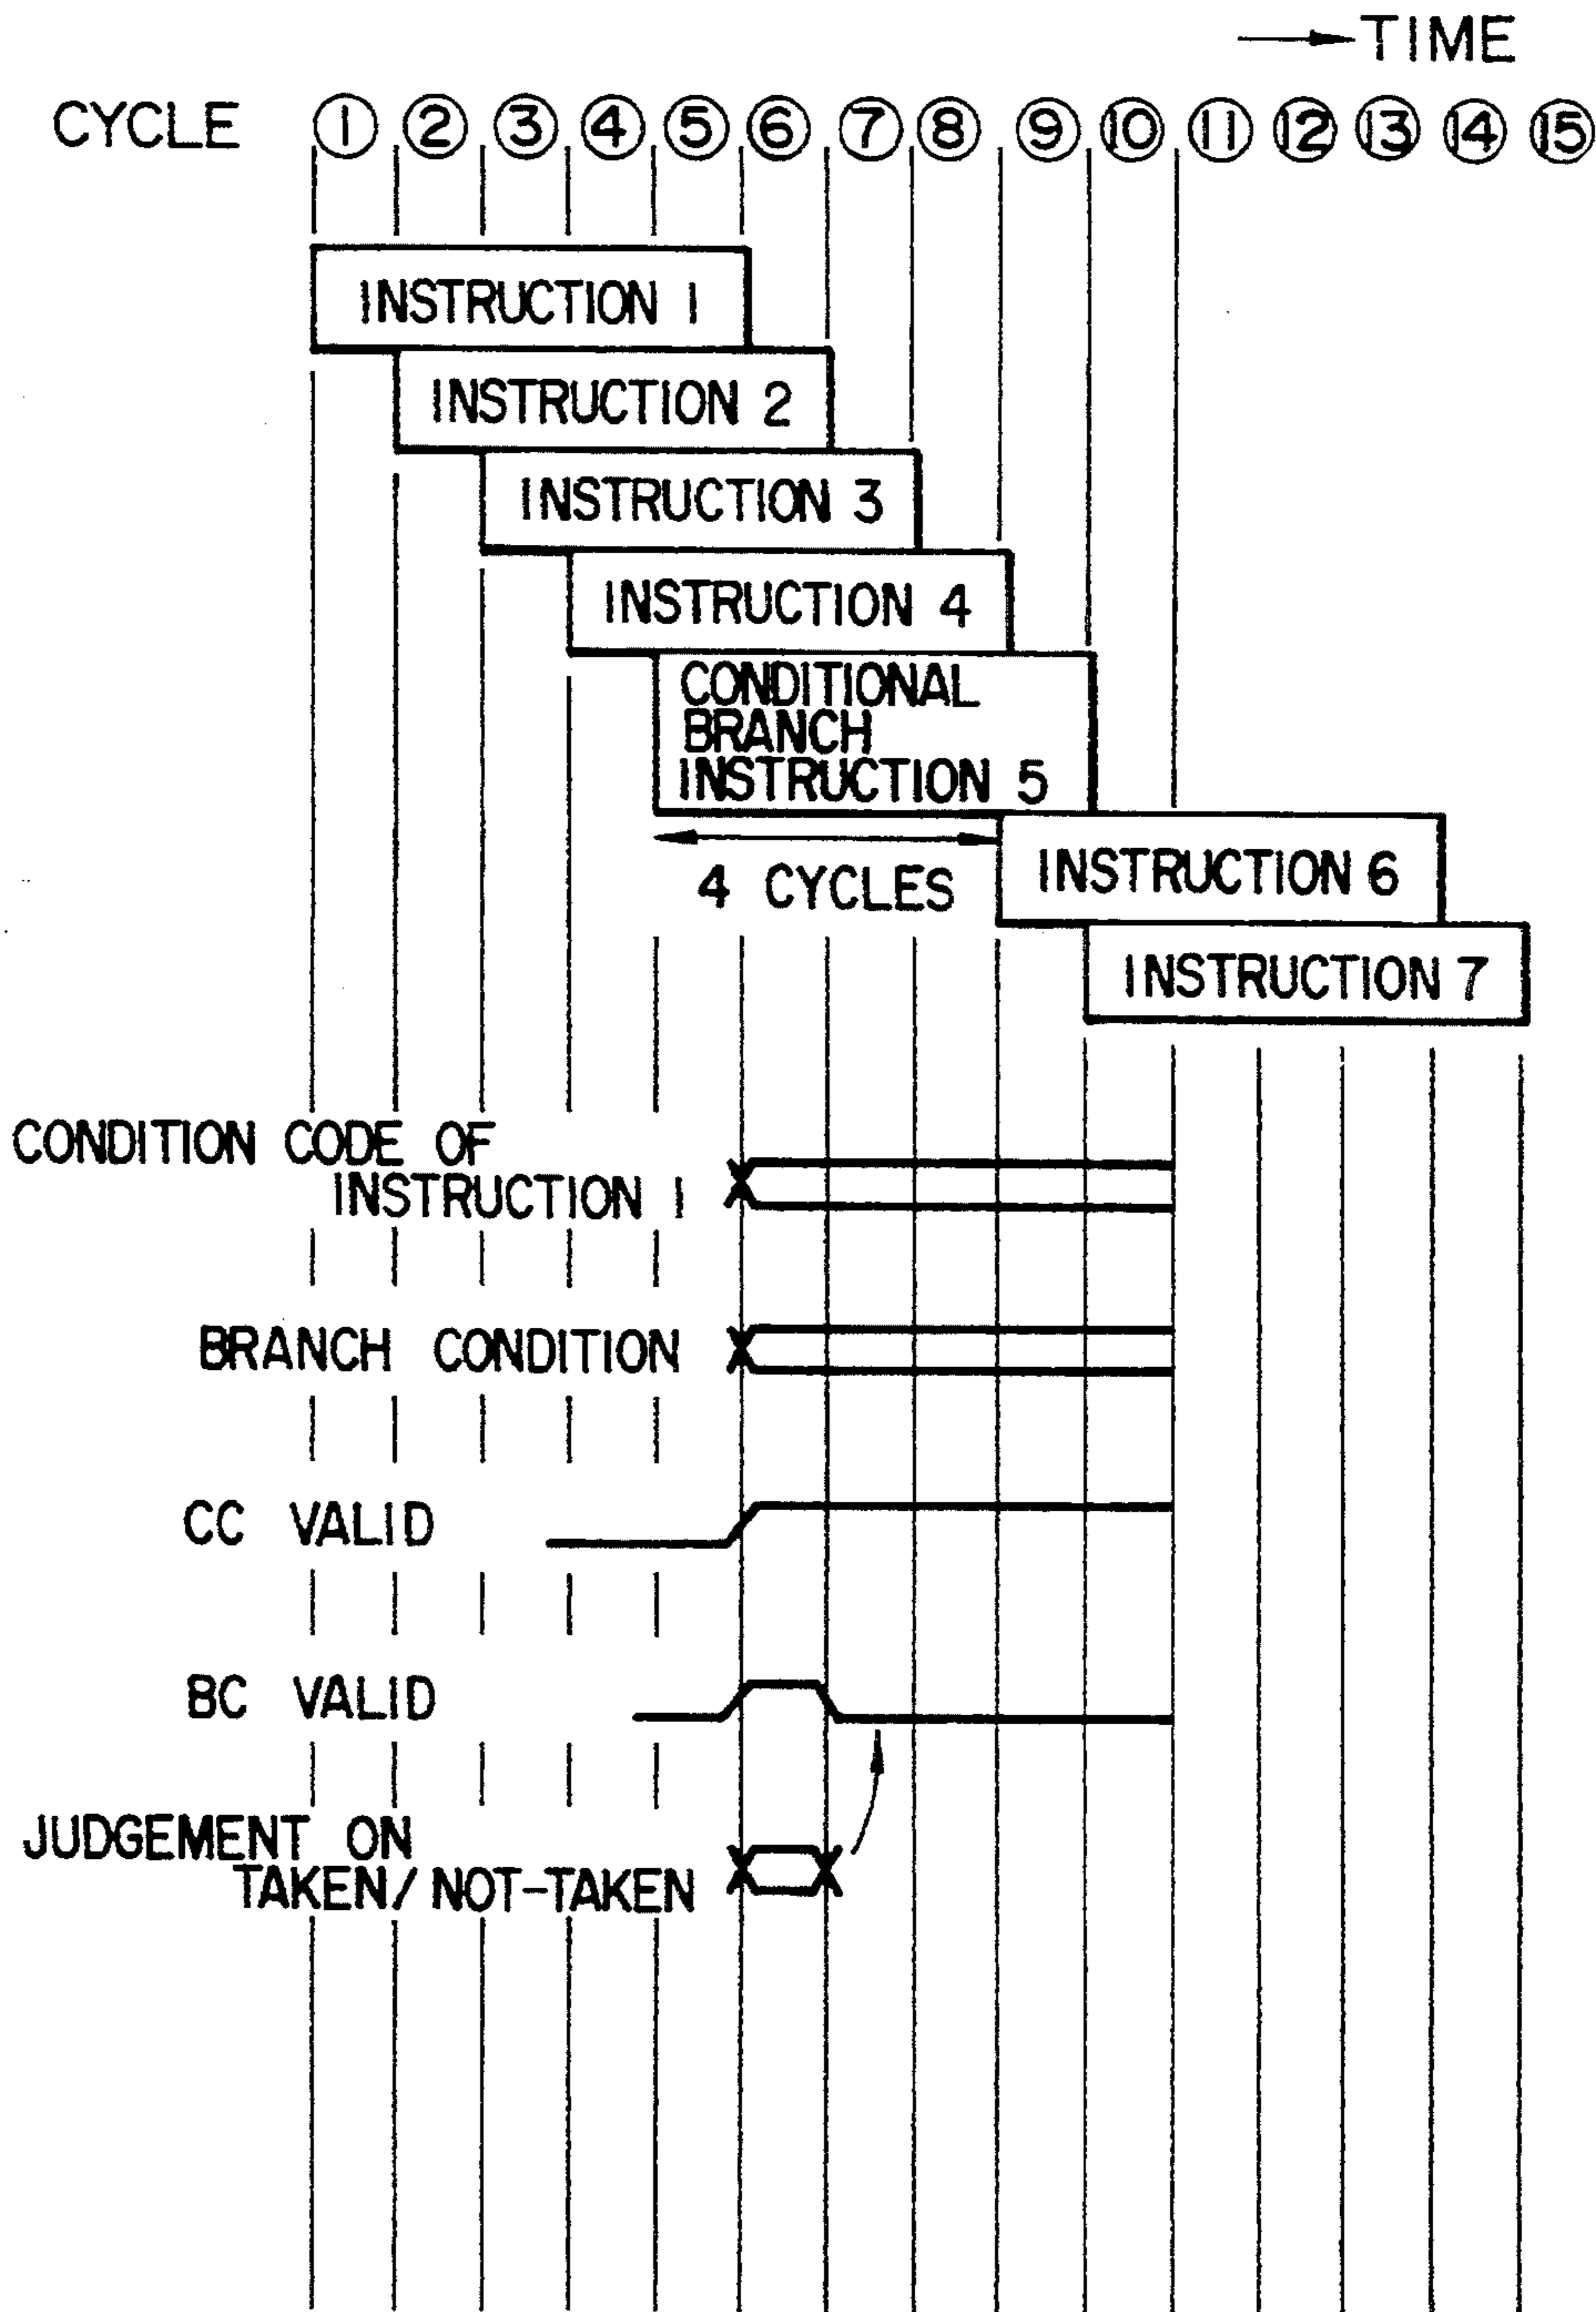 TIME
CYCLE ① ② ③ ④ ⑤ ⑥ ⑦ ⑧ ⑨ ⑩ ⑪ ⑫ ⑬ ⑭ ⑮
INSTRUCTION 1
INSTRUCTION 2
INSTRUCTION 3
INSTRUCTION 4
CONDITIONAL
BRANCH
INSTRUCTION 5
4 CYCLES
INSTRUCTION 6
INSTRUCTION 7
CONDITION CODE OF
INSTRUCTION 1
BRANCH CONDITION
CC VALID
BC VALID
JUDGEMENT ON
TAKEN/NOT-TAKEN